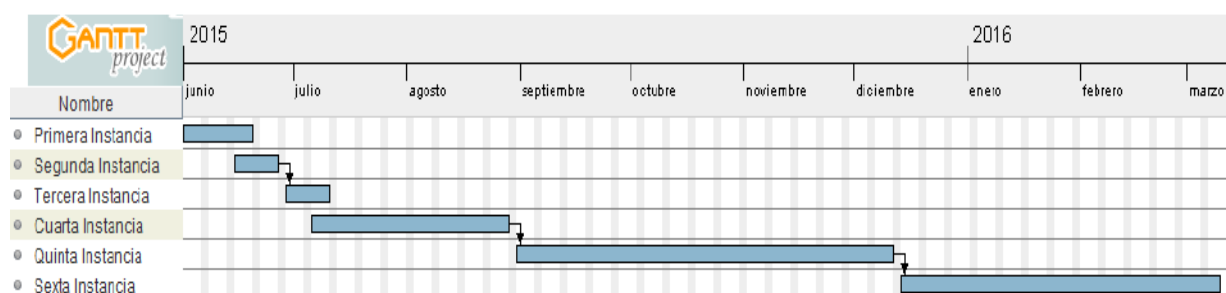 GANTT
project
2015 2016
junio julio agosto septiembre octubre noviembre diciembre enero febrero marzo
Nombre
Primera Instancia
Segunda Instancia
Tercera Instancia
Cuarta Instancia
Quinta Instancia
Sexta Instancia